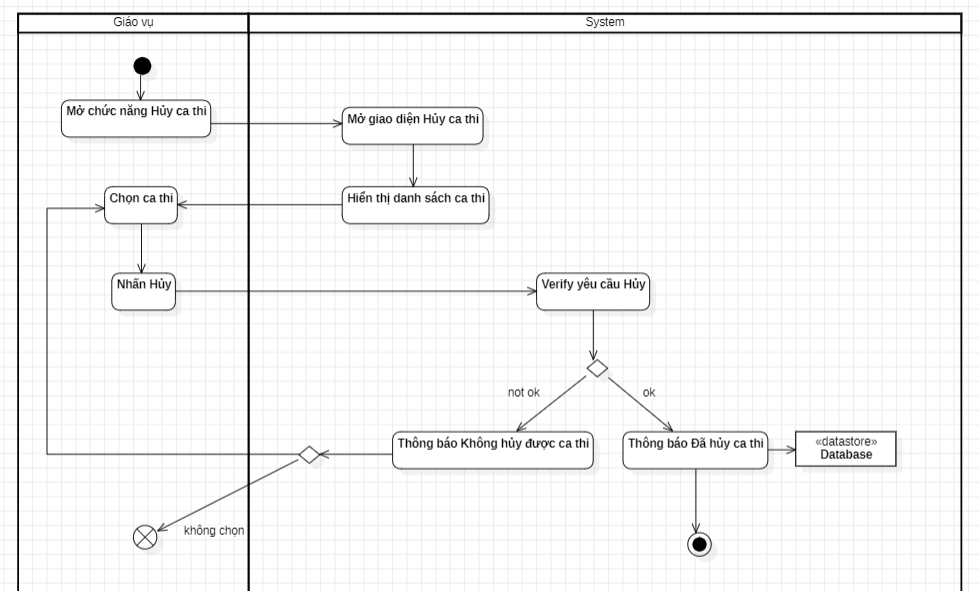 Giáo vụ
System
Mở chức năng Hủy ca thi
Mở giao diện Hủy ca thi
Chọn ca thi
Hiển thị danh sách ca thi
Nhấn Hủy
Verify yêu cầu Hủy
not ok
ok
Thông báo Không hủy được ca thi
Thông báo Đã hủy ca thi
«datastore»
Database
không chọn